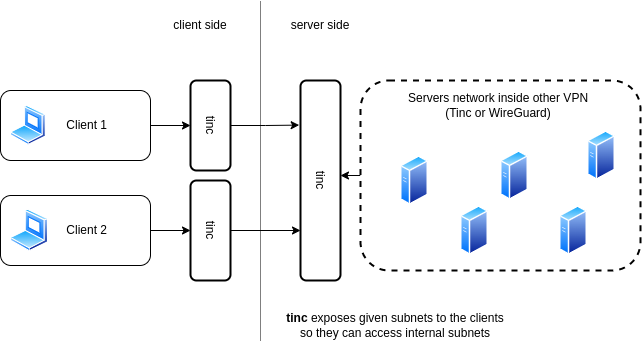 client side
server side
Servers network inside other VPN
(Tinc or WireGuard)
Client 1
tinc
tinc
Client 2
tinc
tinc exposes given subnets to the clients
so they can access internal subnets